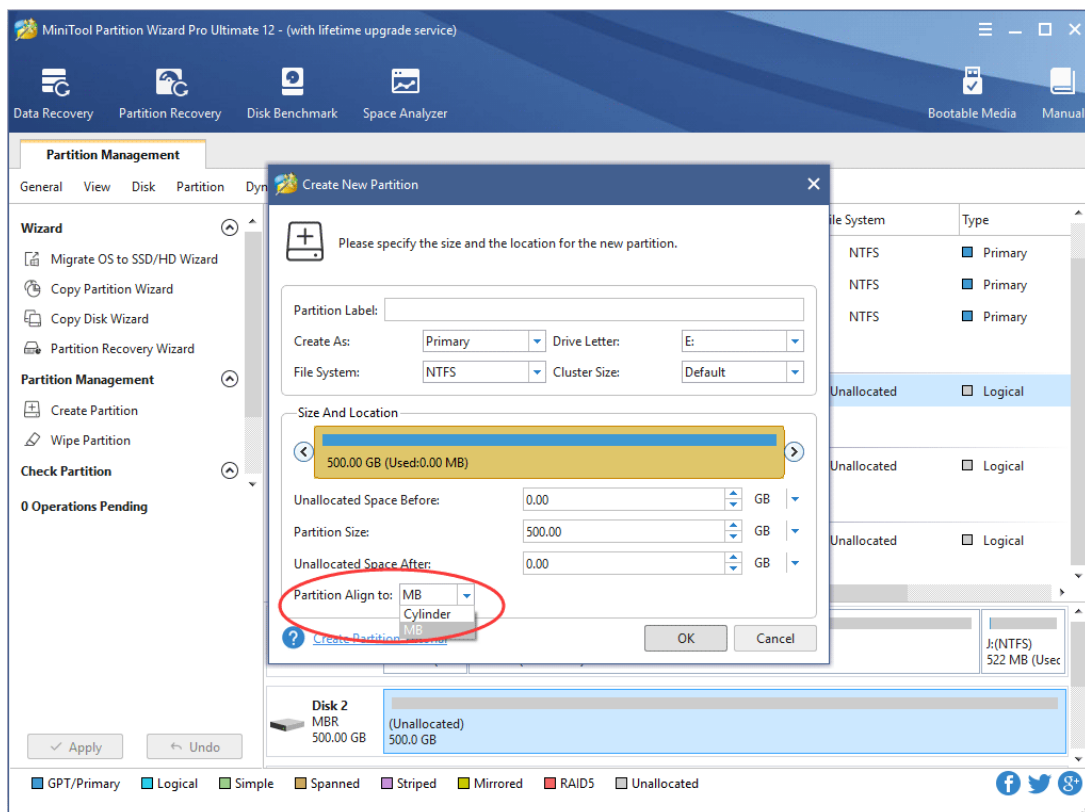 MiniTool Partition Wizard Pro Ultimate 12 - (with lifetime upgrade service)
Data Recovery
Partition Recovery
Disk Benchmark
Space Analyzer
Bootable Media
Manual
Partition Management
General View Disk Partition Dyn
Wizard
Migrate OS to SSD/HD Wizard
Copy Partition Wizard
Copy Disk Wizard
Partition Recovery Wizard
Partition Management
Create Partition
Wipe Partition
Check Partition
0 Operations Pending
Apply
Undo
Create New Partition
Please specify the size and the location for the new partition.
Partition Label:
Create As: Primary Drive Letter: E:
File System: NTFS Cluster Size: Default
Size And Location
500.00 GB (Used:0.00 MB)
Unallocated Space Before: 0.00 GB
Partition Size: 500.00 GB
Unallocated Space After: 0.00 GB
Partition Align to: MB
Cylinder
MB
Create Partition
?
OK
Cancel
ile System Type
NTFS Primary
NTFS Primary
NTFS Primary
Unallocated Logical
Unallocated Logical
Unallocated Logical
J:(NTFS)
522 MB (Usec
Disk 2
MBR
500.00 GB
(Unallocated)
500.0 GB
GPT/Primary Logical Simple Spanned Striped Mirrored RAID5 Unallocated